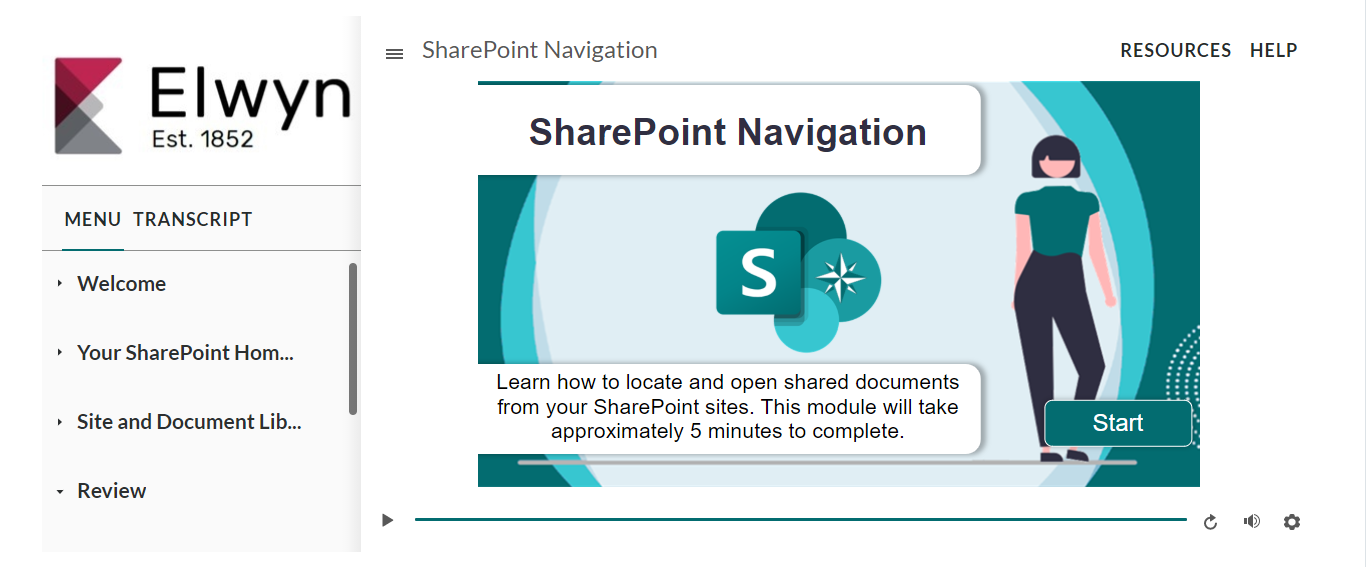 Elwyn
Est. 1852
MENU TRANSCRIPT
Welcome
Your SharePoint Hom...
Site and Document Lib...
Review
SharePoint Navigation
RESOURCES HELP
SharePoint Navigation
S
Learn how to locate and open shared documents
from your SharePoint sites. This module will take
approximately 5 minutes to complete.
Start